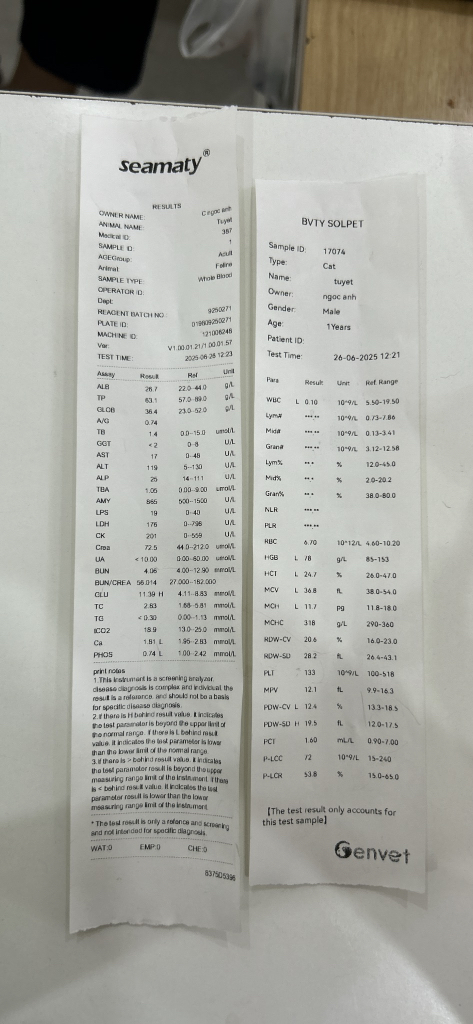 seamaty®
RESULTS
OWNER NAME: C ngoc anh
ANIMAL NAME: Tuyet
Medical ID: 387
SAMPLE ID: 1
AGEGroup: Adult
Animal: Feline
SAMPLE TYPE: Whole Blood
OPERATOR ID:
Dept:
REAGENT BATCH NO: 9250271
PLATE ID: 019809250271
MACHINE ID: 121008246
Ver: V1.00.01.21/1.00.01.57
TEST TIME: 2025-06-26 12:23
Assay Result Ref Unit
ALB 26.7 22.0-44.0 g/L
TP 63.1 57.0-89.0 g/L
GLOB 36.4 23.0-52.0 g/L
A/G 0.74
TB 1.4 0.0-15.0 umol/L
GGT <2 0-8 U/L
AST 17 0-48 U/L
ALT 119 5-130 U/L
ALP 25 14-111 U/L
TBA 1.05 0.00-9.00 umol/L
AMY 865 500-1500 U/L
LPS 19 0-40 U/L
LDH 176 0-798 U/L
CK 201 0-559 U/L
Crea 72.5 44.0-212.0 umol/L
UA <10.00 0.00-60.00 umol/L
BUN 4.06 4.00-12.90 mmol/L
BUN/CREA 56.014 27.000-182.000
GLU 11.39 H 4.11-8.83 mmol/L
TC 2.83 1.68-5.81 mmol/L
TG <0.30 0.00-1.13 mmol/L
tCO2 18.9 13.0-25.0 mmol/L
Ca 1.81 L 1.95-2.83 mmol/L
PHOS 0.74 L 1.00-2.42 mmol/L
print notes
1.This instrument is a screening analyzor.
disease diagnosis is complex and individual. the
result is a reference. and should not be a basis
for specific disease diagnosis.
2.if there is H behind result value. it indicates
the test parameter is beyond the upper limit of
the normal range. if there is L behind result
value. it indicates the test parameter is lower
than the lower limit of the normal range
3.if there is > behind result value. it indicates
the test parameter result is beyond the upper
measuring range limit of the instrument. if there
is < behind result value. it indicates the test
parameter result is lower than the lower
measuring range limit of the instrument
* The test result is only a refence and screening
and not intended for specific diagnosis.
WAT:0 EMP:0 CHE:0
BVTY SOLPET
Sample ID: 17074
Type: Cat
Name: tuyet
Owner: ngoc anh
Gender: Male
Age: 1Years
Patient ID:
Test Time: 26-06-2025 12:21
Para Result Unit Ref. Range
WBC L 0.10 10^9/L 5.50-19.50
Lym# ***.** 10^9/L 0.73-7.86
Mid# ***.** 10^9/L 0.13-3.41
Gran# ***.** 10^9/L 3.12-12.58
Lym% **.* % 12.0-45.0
Mid% **.* % 2.0-20.2
Gran% **.* % 38.0-80.0
NLR ***.**
PLR ***.**
RBC 6.70 10^12/L 4.60-10.20
HGB L 78 g/L 85-153
HCT L 24.7 % 26.0-47.0
MCV L 36.8 fL 38.0-54.0
MCH L 11.7 pg 11.8-18.0
MCHC 318 g/L 290-360
RDW-CV 20.6 % 16.0-23.0
RDW-SD 28.2 fL 26.4-43.1
PLT 133 10^9/L 100-518
MPV 12.1 fL 9.9-16.3
PDW-CV L 12.4 % 13.3-18.5
PDW-SD H 19.5 fL 12.0-17.5
PCT 1.60 mL/L 0.90-7.00
P-LCC 72 10^9/L 15-240
P-LCR 53.8 % 15.0-65.0
[The test result only accounts for
this test sample]
Genvet